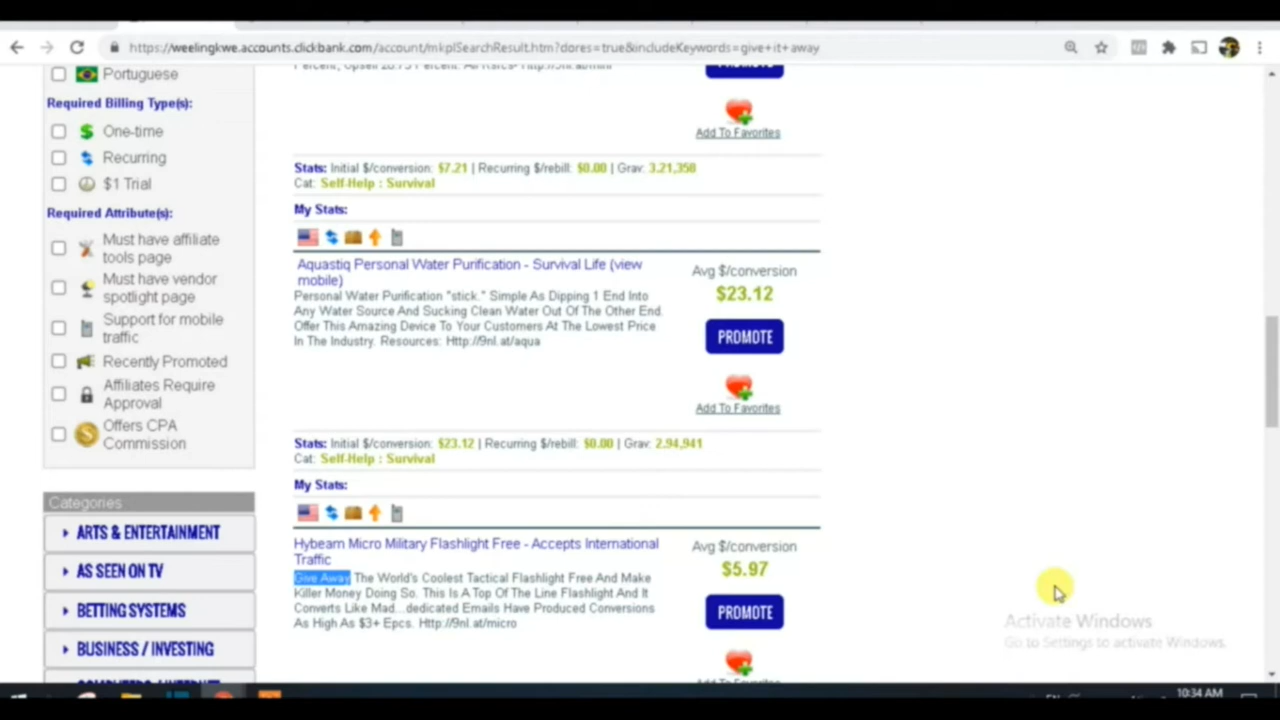 https://weelingkwe.accounts.clickbank.com/account/mkplSearchResult.htm?dores=true&includeKeywords=give+it+away
Portuguese
Required Billing Type(s):
One-time
Recurring
$1 Trial
Required Attribute(s):
Must have affiliate
tools page
Must have vendor
spotlight page
Support for mobile
traffic
Recently Promoted
Affiliates Require
Approval
Offers CPA
Commission
Categories
ARTS & ENTERTAINMENT
AS SEEN ON TV
BETTING SYSTEMS
BUSINESS / INVESTING
PROMOTE
Add To Favorites
Stats: Initial $/conversion: $7.21 | Recurring $/rebill: $0.00 | Grav: 3.21,358
Cat: Self-Help : Survival
My Stats:
Aquastiq Personal Water Purification - Survival Life (view
mobile)
Personal Water Purification "stick." Simple As Dipping 1 End Into
Any Water Source And Sucking Clean Water Out Of The Other End.
Offer This Amazing Device To Your Customers At The Lowest Price
In The Industry. Resources: Http://9nl.at/aqua
Avg $/conversion
$23.12
PROMOTE
Add To Favorites
Stats: Initial $/conversion: $23.12 | Recurring $/rebill: $0.00 | Grav: 2.94,941
Cat: Self-Help : Survival
My Stats:
Hybeam Micro Military Flashlight Free - Accepts International
Traffic
Give Away The World's Coolest Tactical Flashlight Free And Make
Killer Money Doing So. This Is A Top Of The Line Flashlight And It
Converts Like Mad...dedicated Emails Have Produced Conversions
As High As $3+ Epcs. Http://9nl.at/micro
Avg $/conversion
$5.97
PROMOTE
Activate Windows
Go to Settings to activate Windows.
10:34 AM